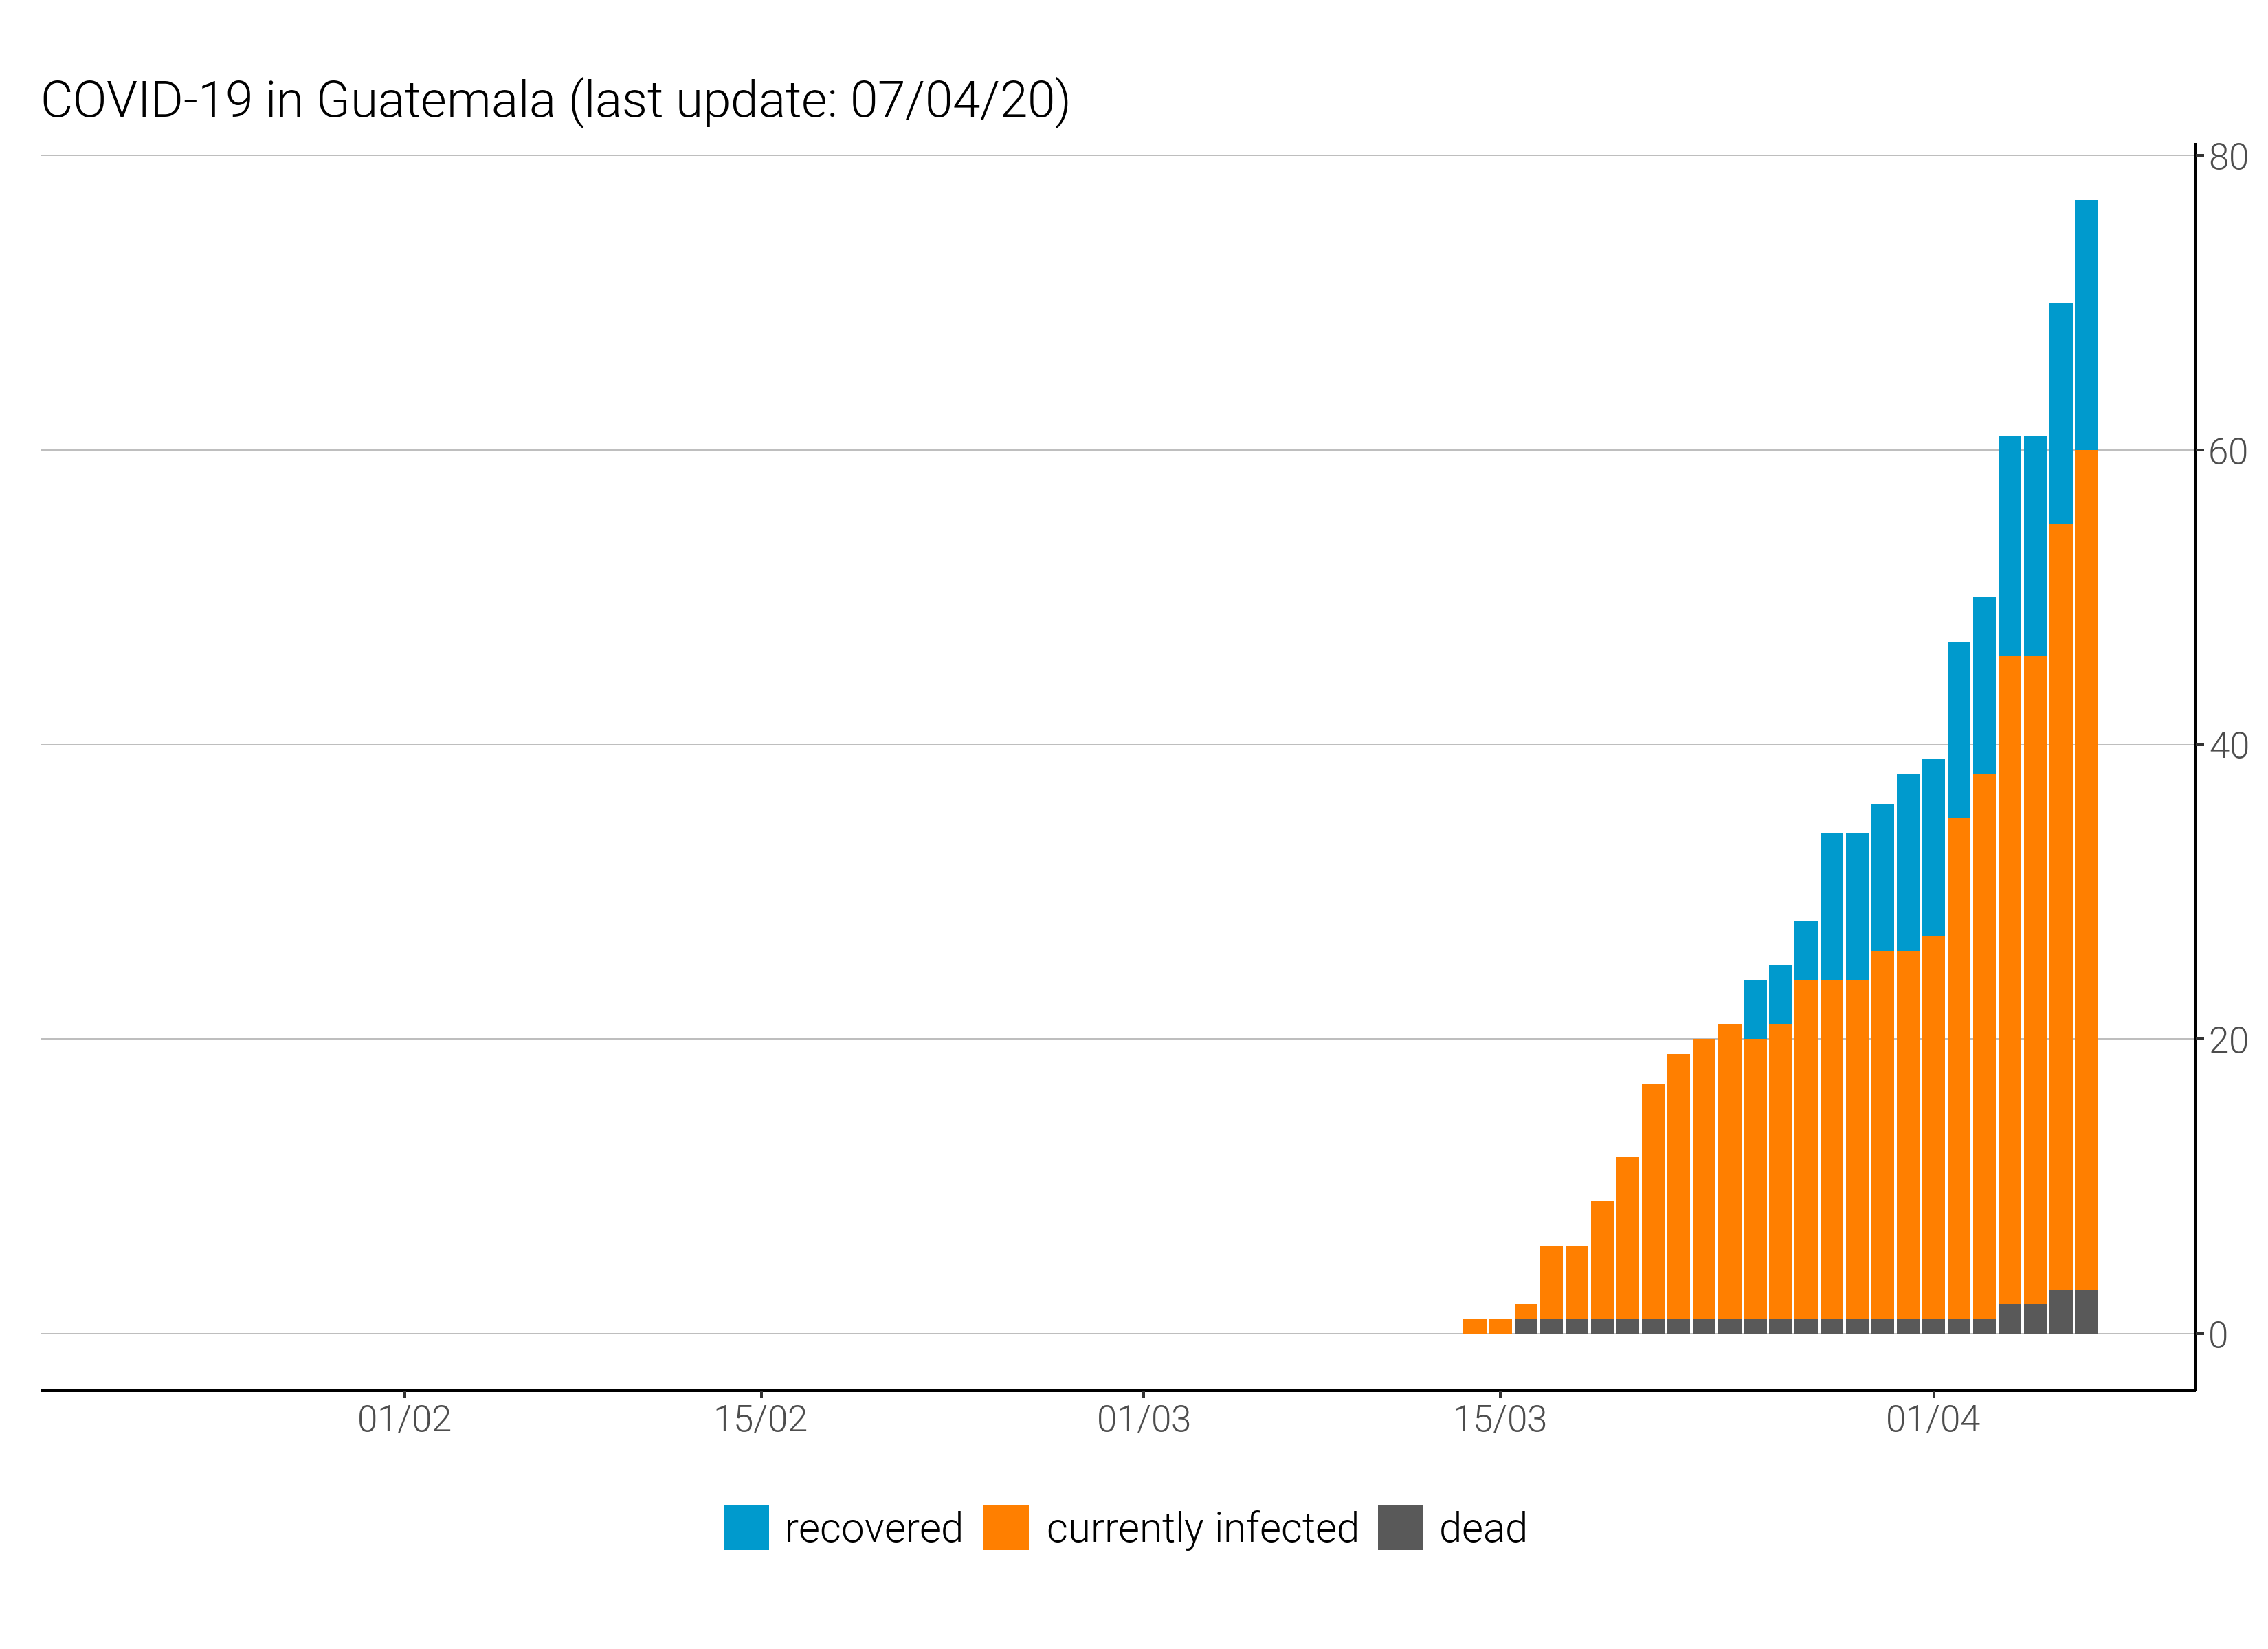 COVID-19 in Guatemala (last update: 07/04/20)
80
60
40
20
0
01/02 15/02 01/03 15/03 01/04
recovered currently infected dead